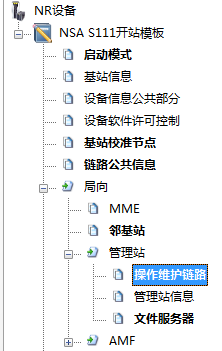 NR设备
NSA S111开站模板
启动模式
基站信息
设备信息公共部分
设备软件许可控制
基站校准节点
链路公共信息
局向
MME
邻基站
管理站
操作维护链路
管理站信息
文件服务器
AMF